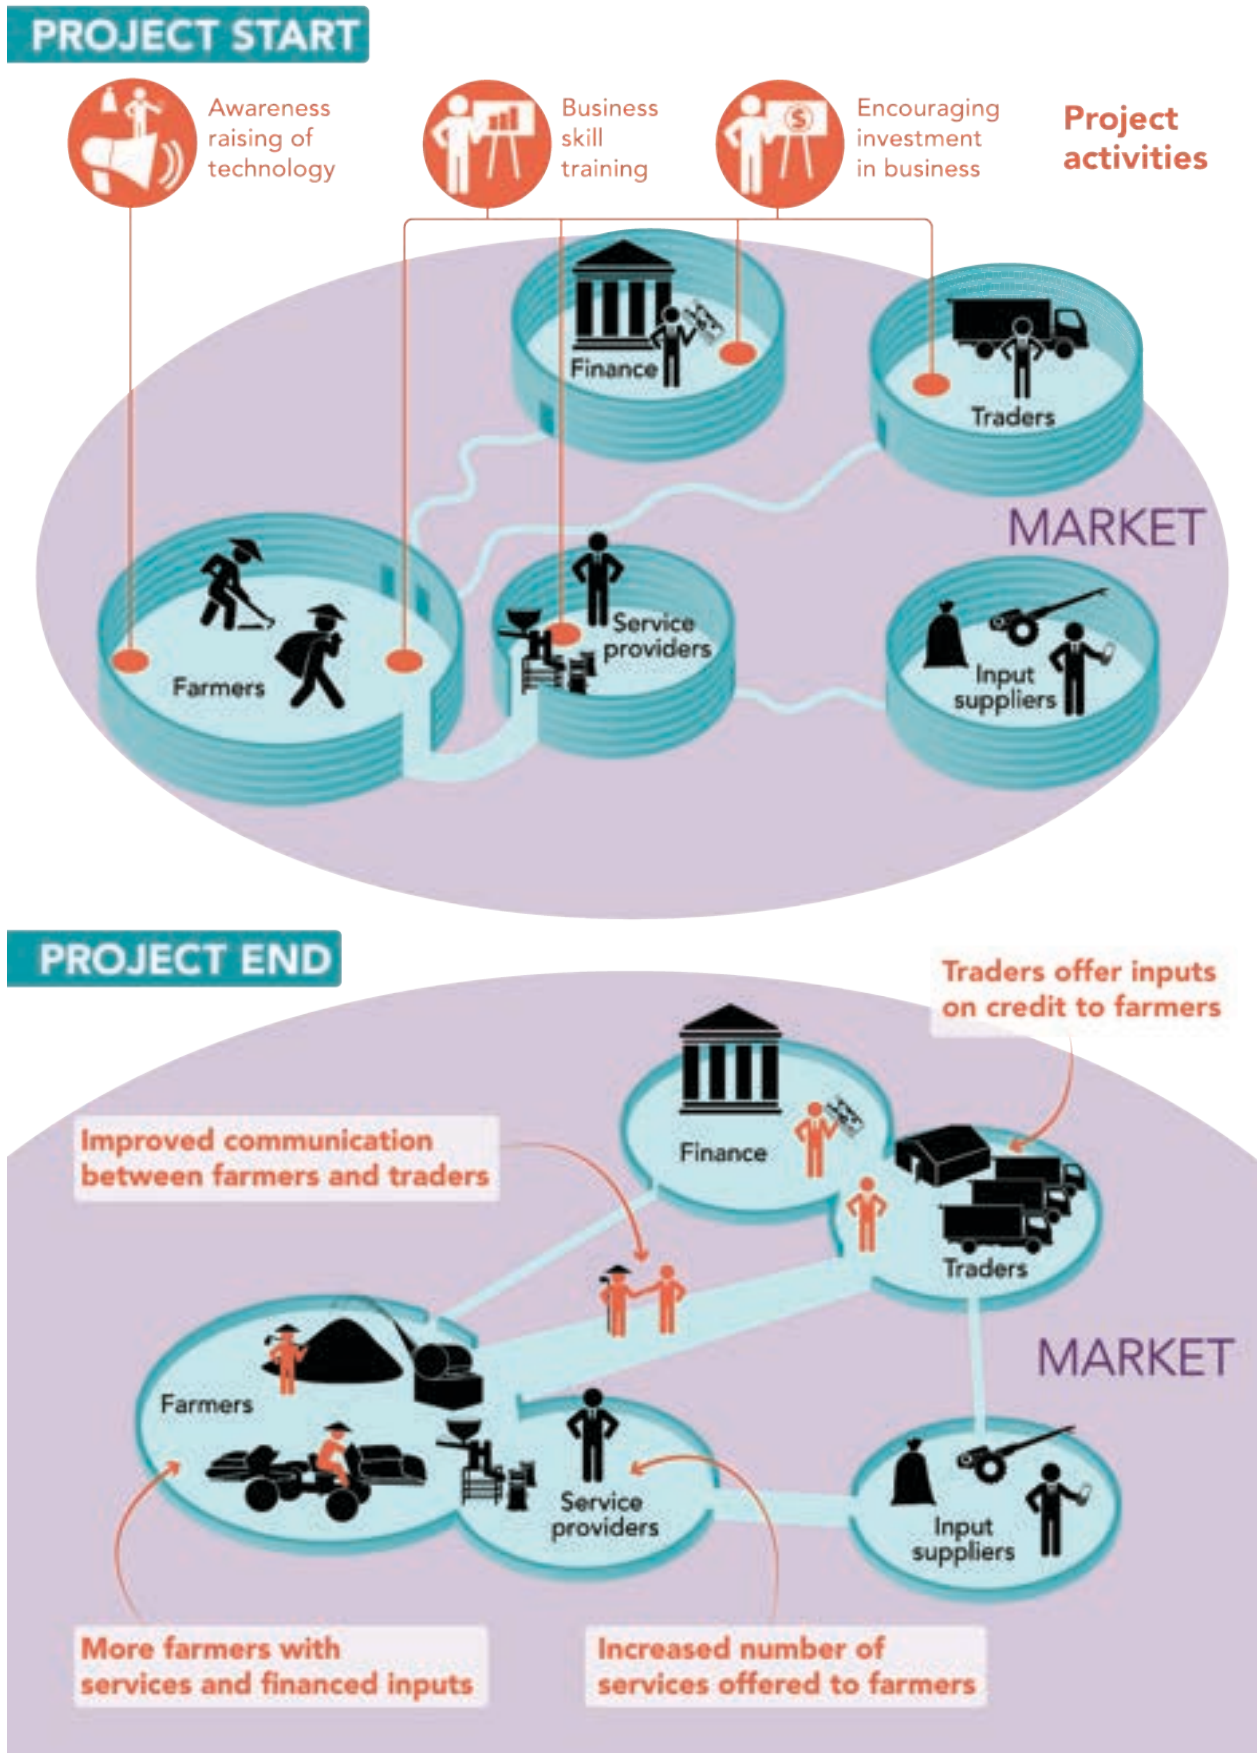 PROJECT START
Awareness
raising of
technology
Business
skill
training
Encouraging
investment
in business
Project
activities
$
Finance
Traders
MARKET
Service
providers
Farmers
Input
suppliers
PROJECT END
Traders offer inputs
on credit to farmers
Improved communication
between farmers and traders
Finance
Traders
MARKET
Farmers
Service
providers
Input
suppliers
More farmers with
services and financed inputs
Increased number of
services offered to farmers